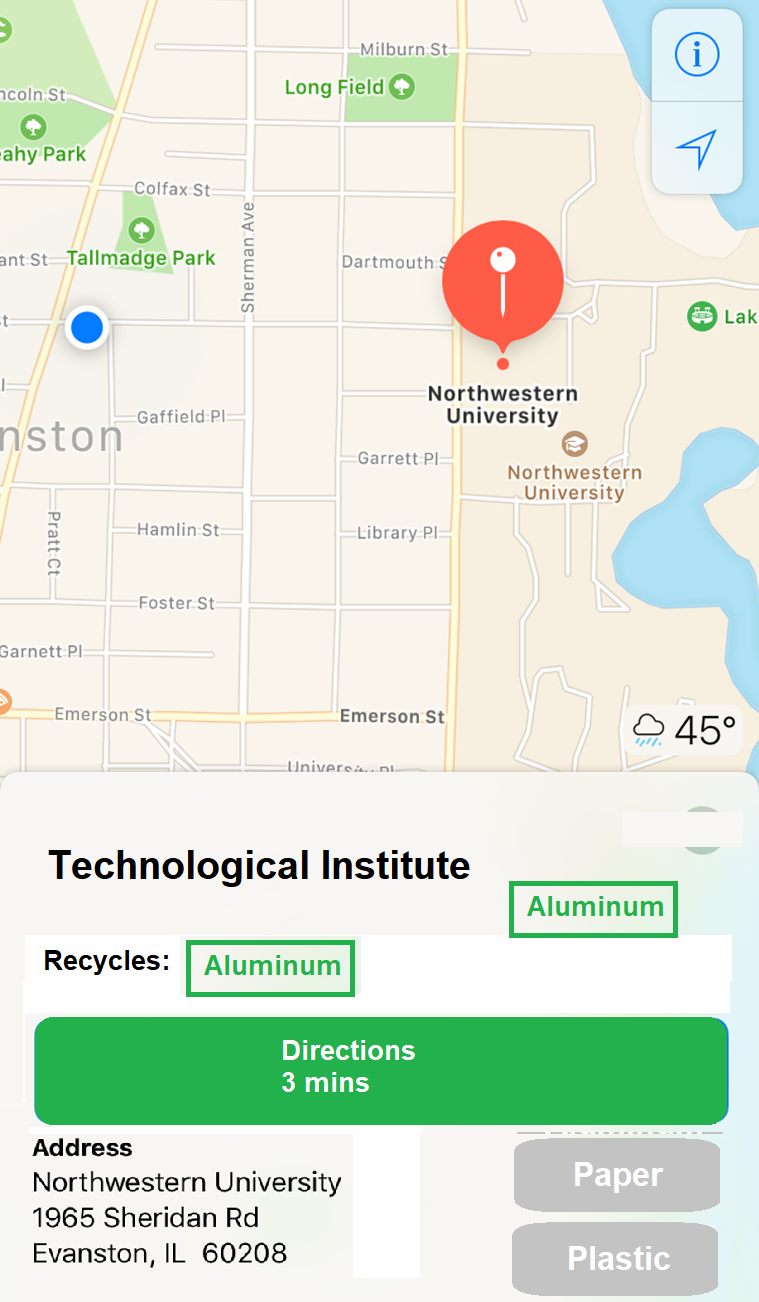 Milburn St
Long Field
ncoln St
eahy Park
Colfax St
Sherman Ave
ant St
Tallmadge Park
Dartmouth S
st
Lak
Northwestern
University
Gaffield Pl
nston
Garrett Pl
Northwestern
University
Pratt Ct
Hamlin St
Library Pl
Foster St
Garnett Pl
Emerson St
Emerson St
45°
University Pl
Technological Institute
Aluminum
Recycles:
Aluminum
Directions
3 mins
Address
Northwestern University
1965 Sheridan Rd
Evanston, IL 60208
Paper
Plastic